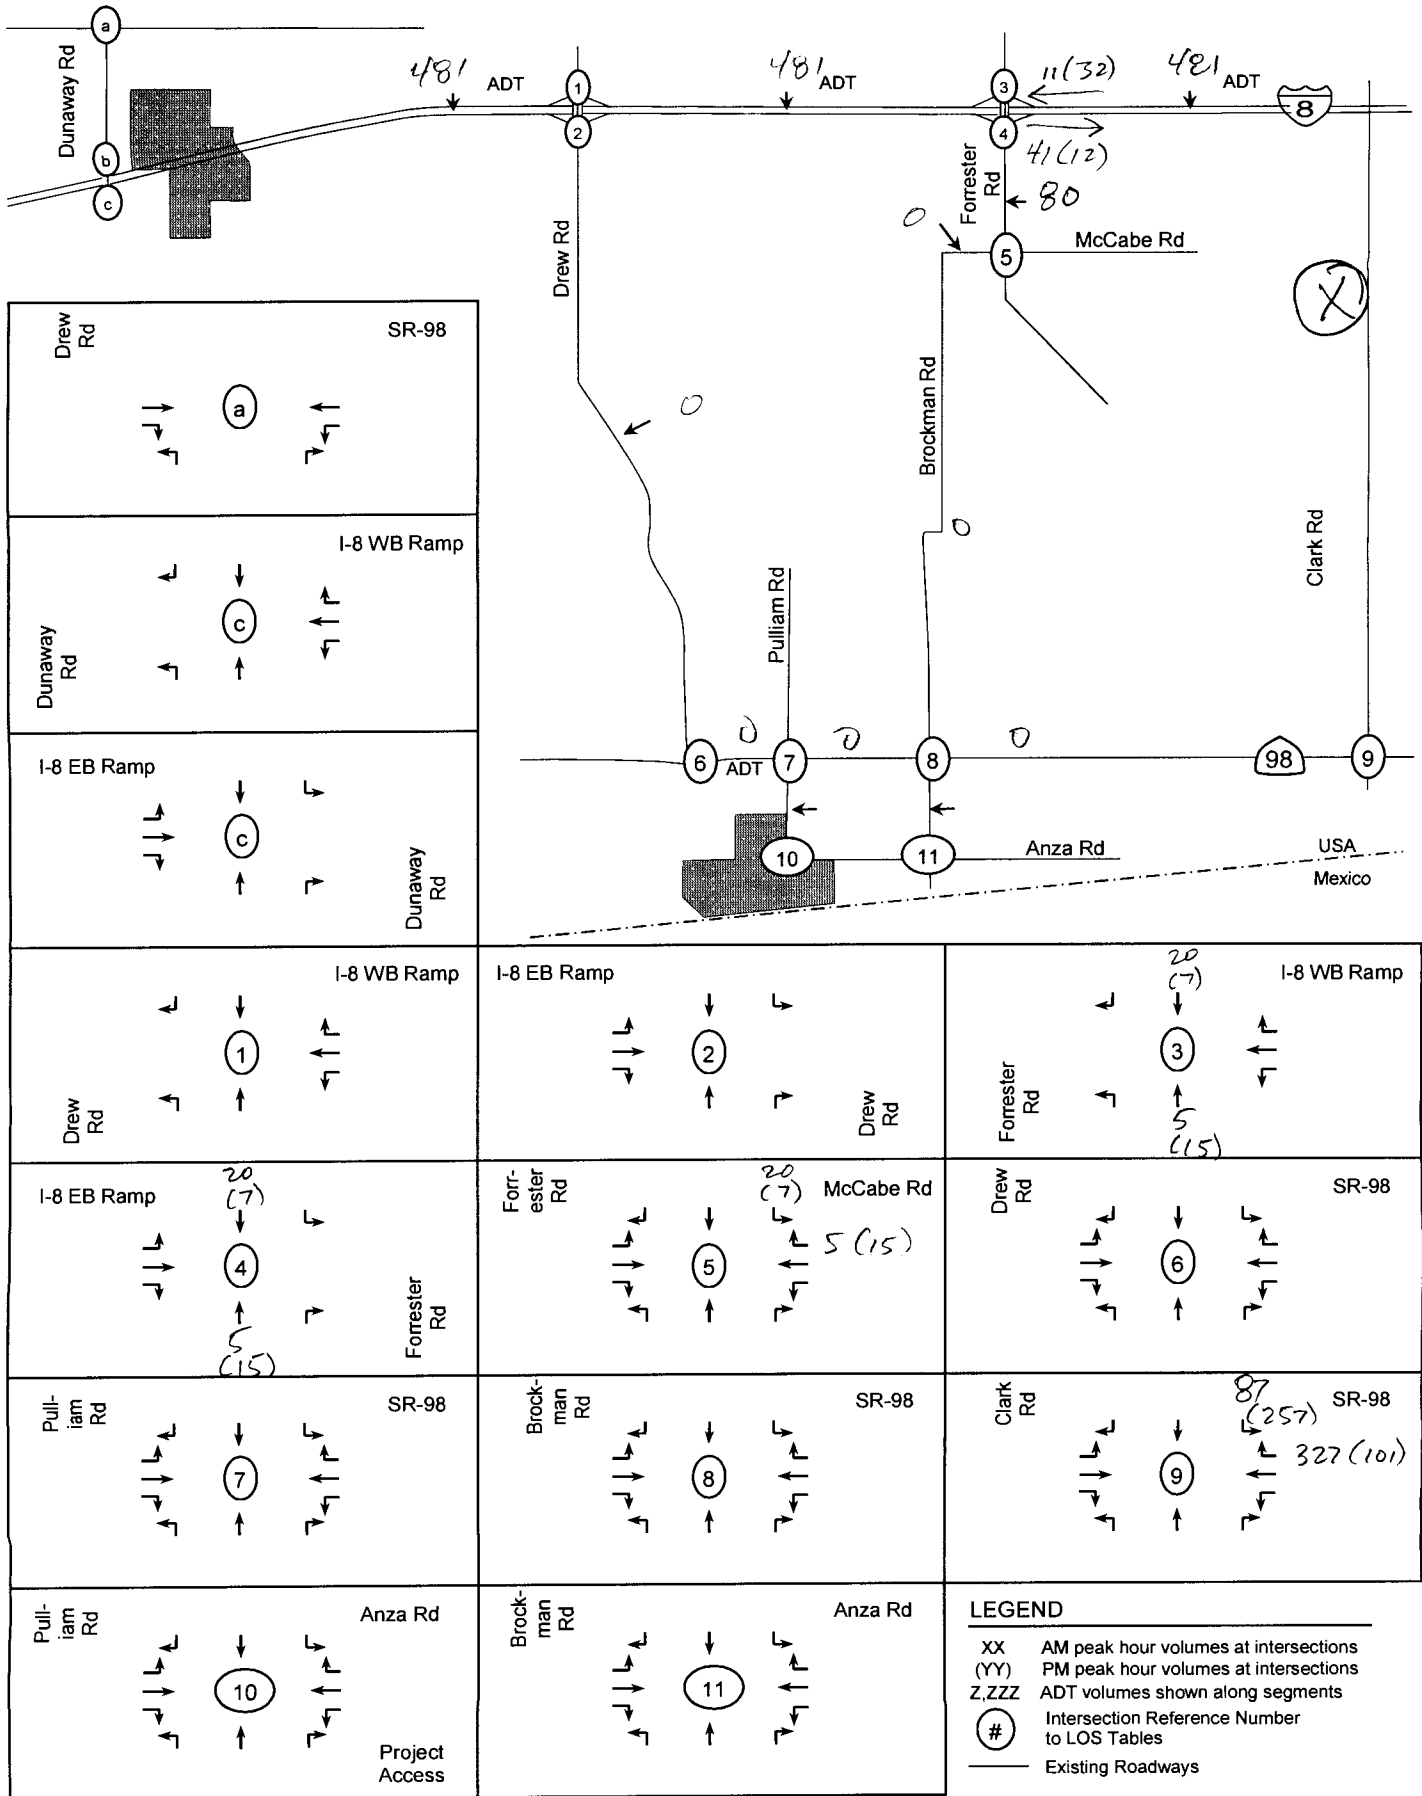 a
Dunaway Rd
b
c
481 ADT
481 ADT
481 ADT
11(32)
41(12)
1
2
3
4
8
Forrester Rd
80
0
5
McCabe Rd
X
Drew Rd
0
Brockman Rd
0
Clark Rd
Pulliam Rd
0
0
0
6
ADT
7
8
98
9
10
11
Anza Rd
USA
Mexico
Drew Rd
SR-98
a
I-8 WB Ramp
c
Dunaway Rd
I-8 EB Ramp
c
Dunaway Rd
I-8 WB Ramp
1
Drew Rd
I-8 EB Ramp
2
Drew Rd
20
(7)
I-8 WB Ramp
3
Forrester Rd
5
(15)
I-8 EB Ramp
20
(7)
4
Forrester Rd
5
(15)
Forr-
ester
Rd
20
(7)
McCabe Rd
5 (15)
5
Drew Rd
SR-98
6
Pull-
iam
Rd
SR-98
7
Brock-
man
Rd
SR-98
8
Clark Rd
87
(257)
SR-98
327 (101)
9
Pull-
iam
Rd
Anza Rd
10
Project
Access
Brock-
man
Rd
Anza Rd
11
LEGEND
XX AM peak hour volumes at intersections
(YY) PM peak hour volumes at intersections
Z,ZZZ ADT volumes shown along segments
# Intersection Reference Number
to LOS Tables
Existing Roadways